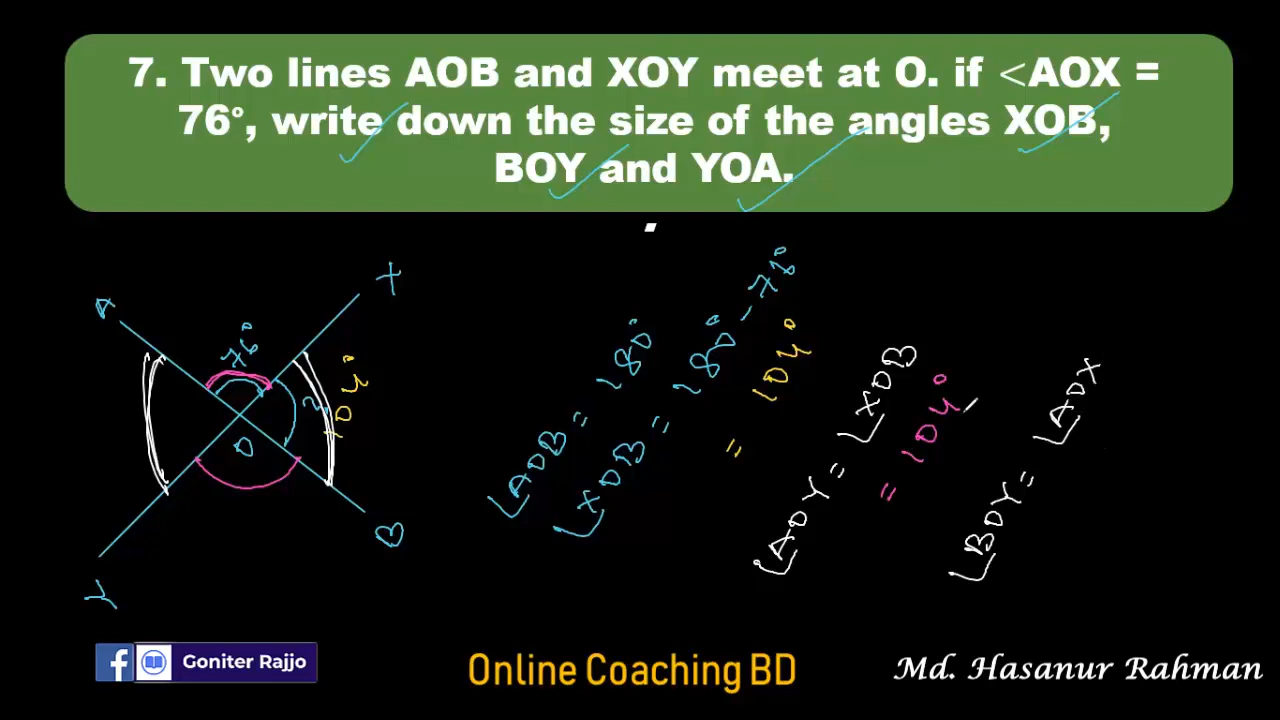 7. Two lines AOB and XOY meet at O. if <AOX =
76°, write down the size of the angles XOB,
BOY and YOA.
.
A
X
76°
104°
?
O
B
Y
∠AOB = 180°
∠XOB = 180° - 76°
= 104°
∠AOY = ∠XOB
= 104°
∠BOY = ∠AOX
f Goniter Rajjo
Online Coaching BD
Md. Hasanur Rahman